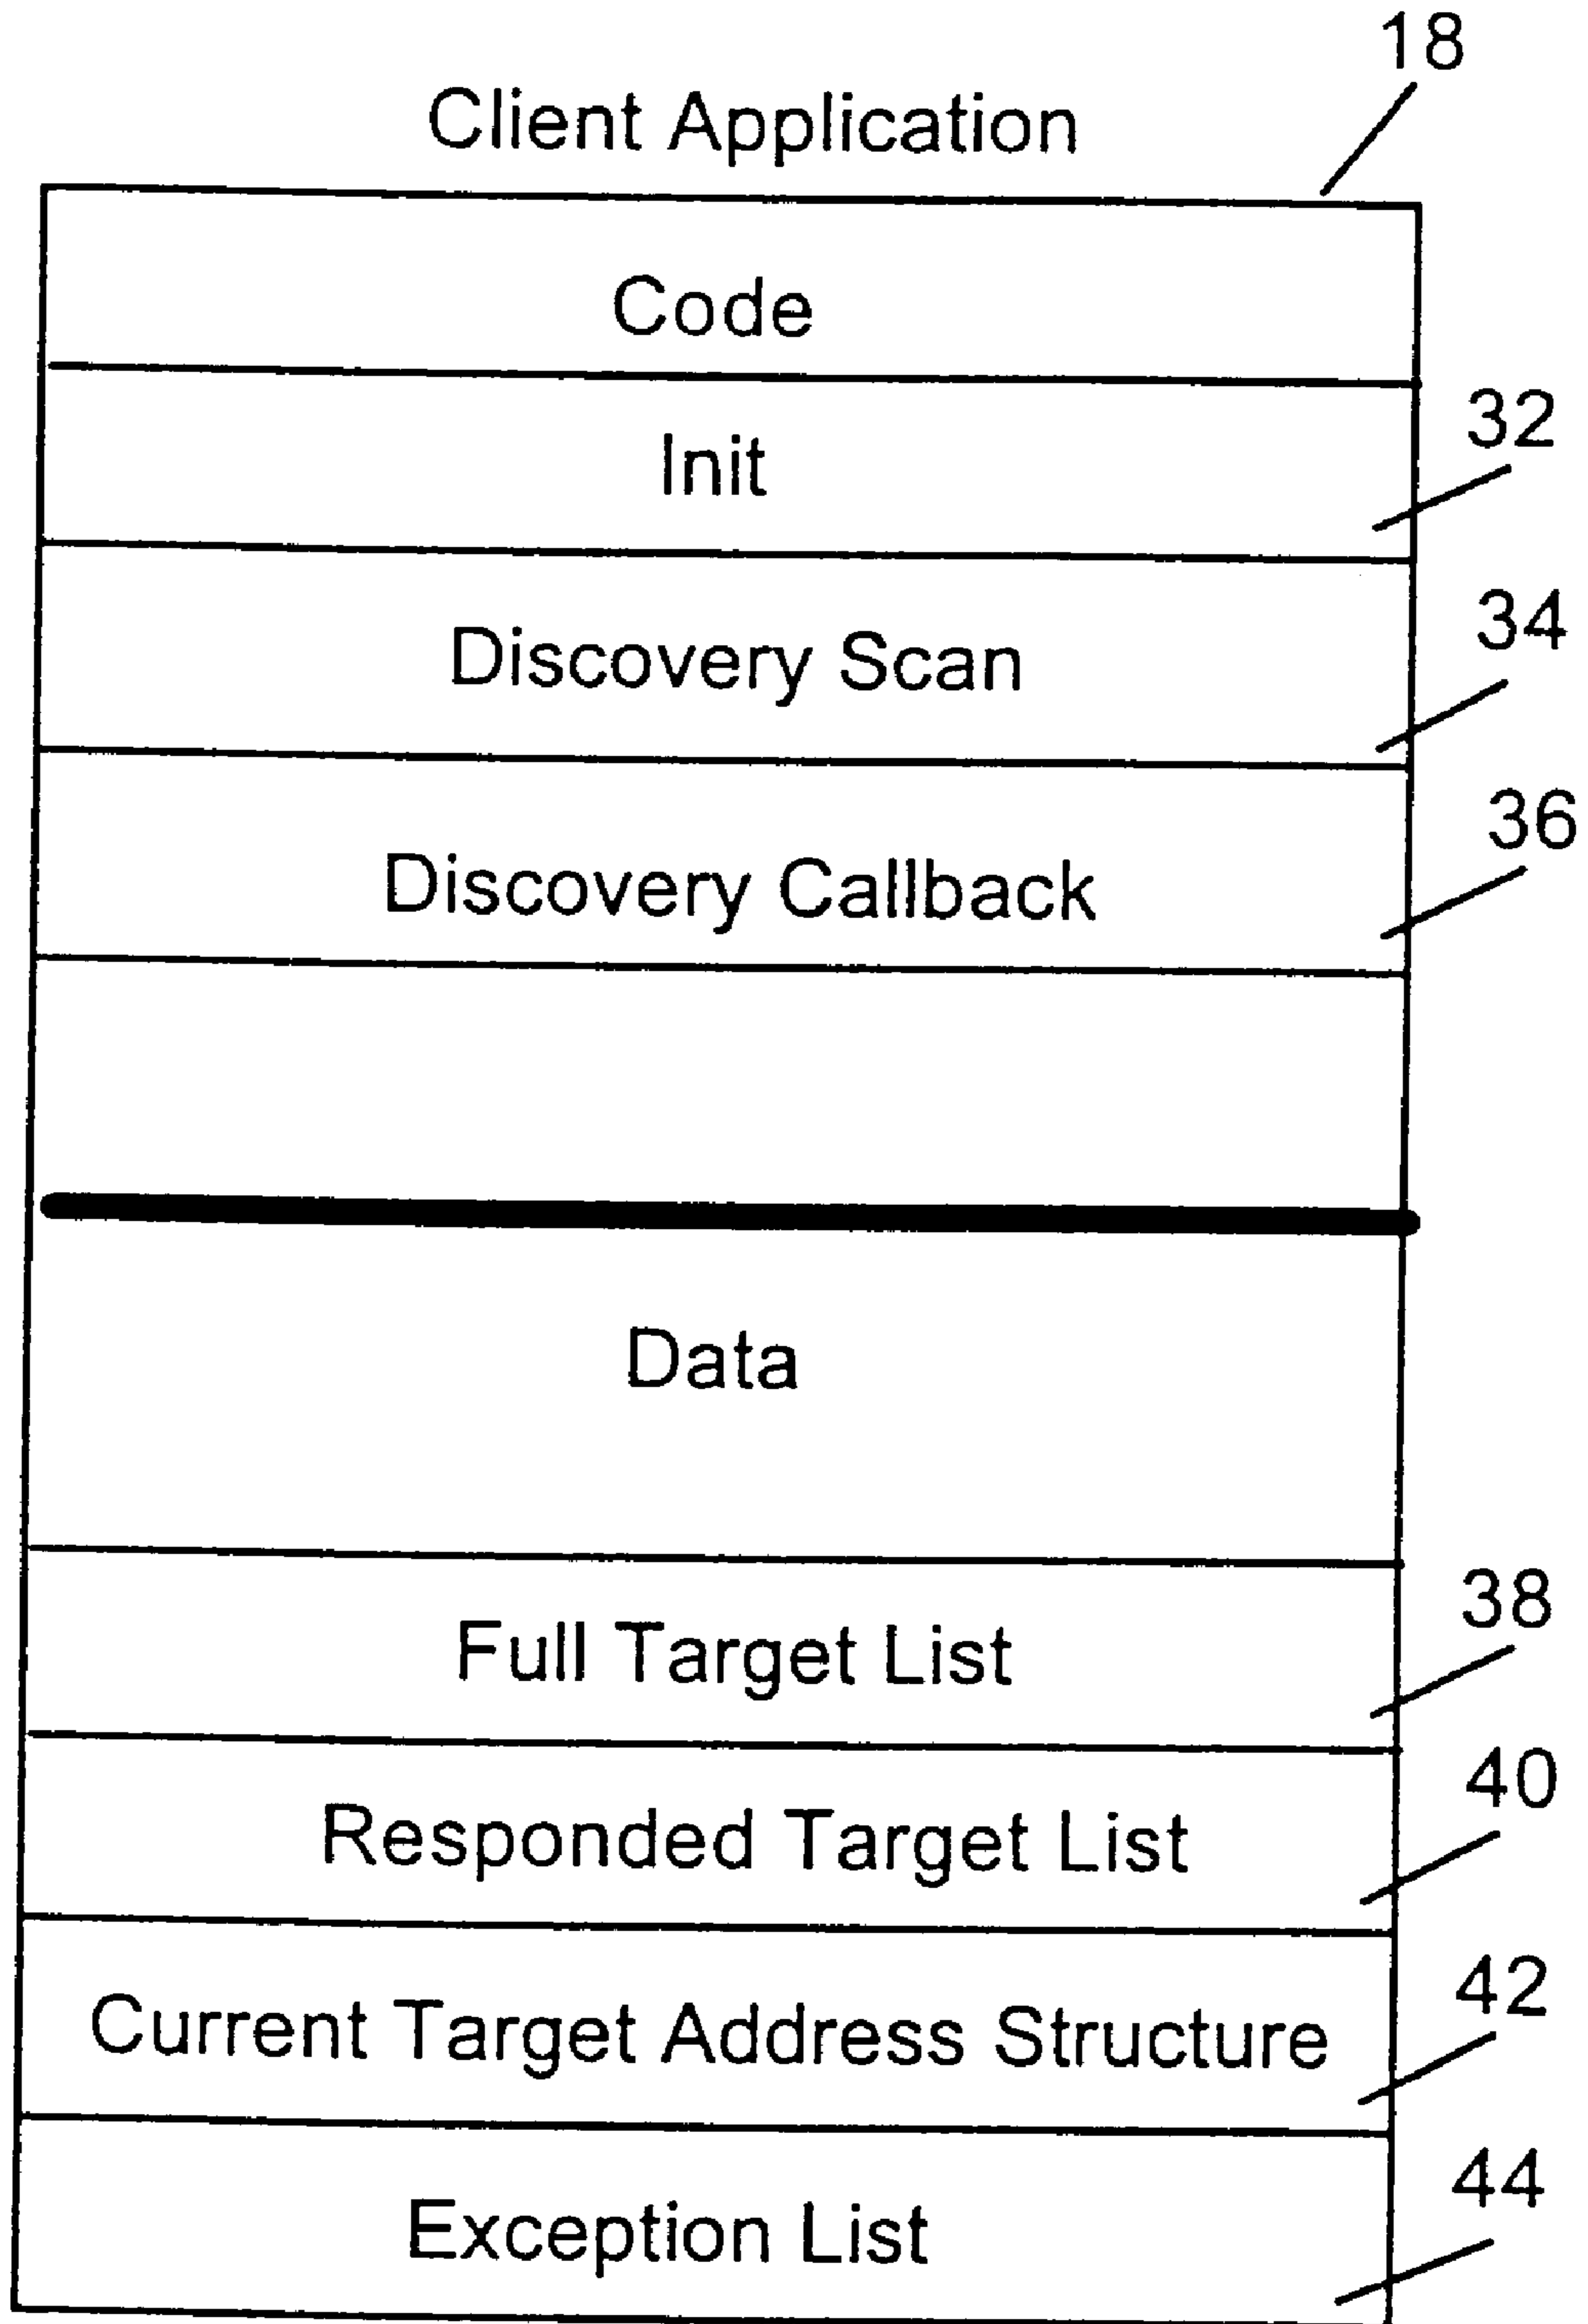 18
Client Application
Code
Init
32
Discovery Scan
34
Discovery Callback
36
Data
Full Target List
38
Responded Target List
40
Current Target Address Structure
42
Exception List
44